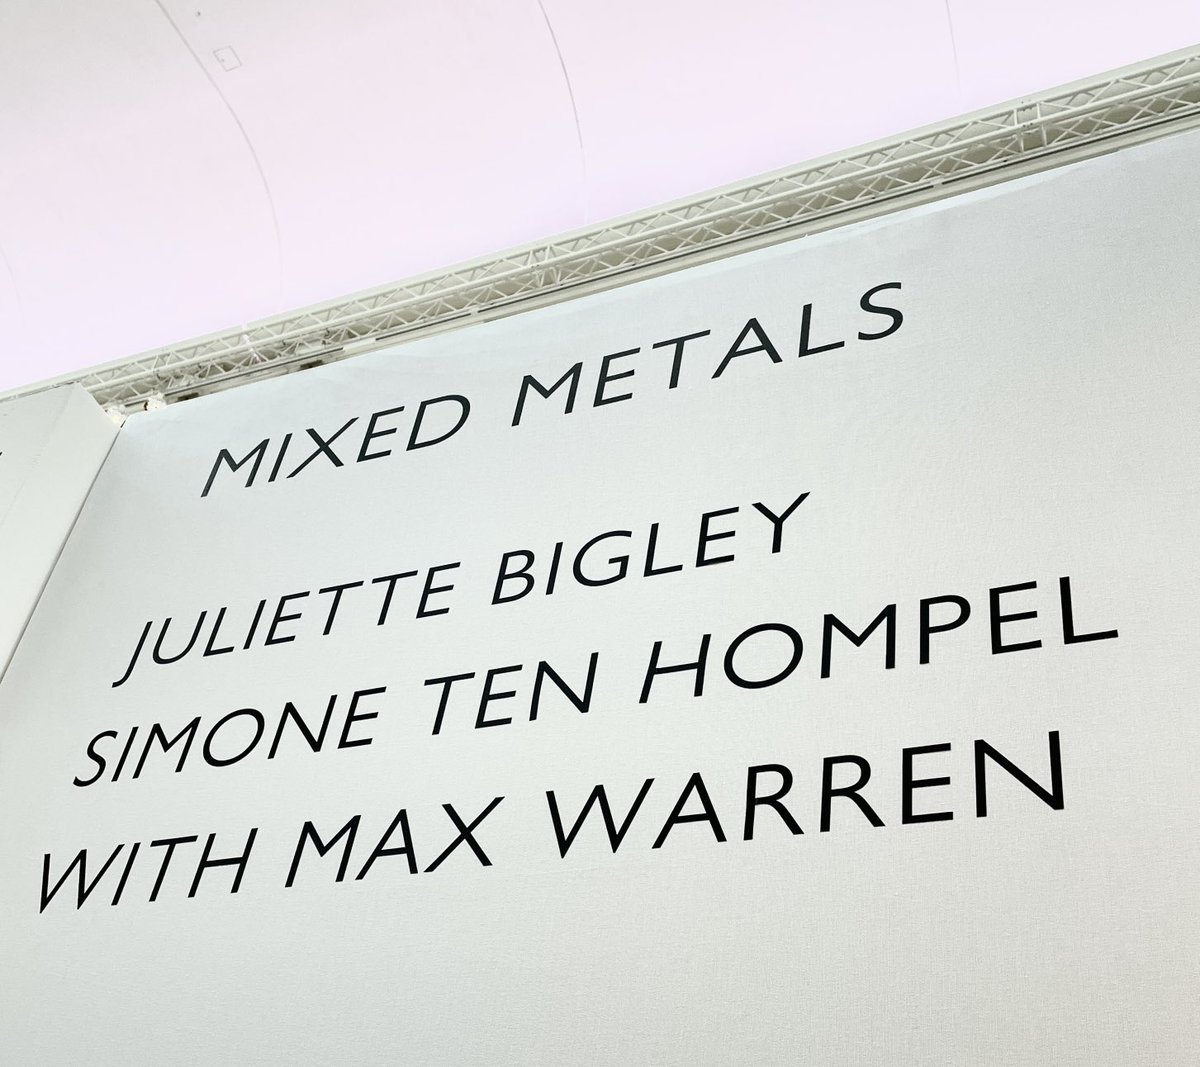 MIXED METALS
JULIETTE BIGLEY
SIMONE TEN HOMPEL
WITH MAX WARREN